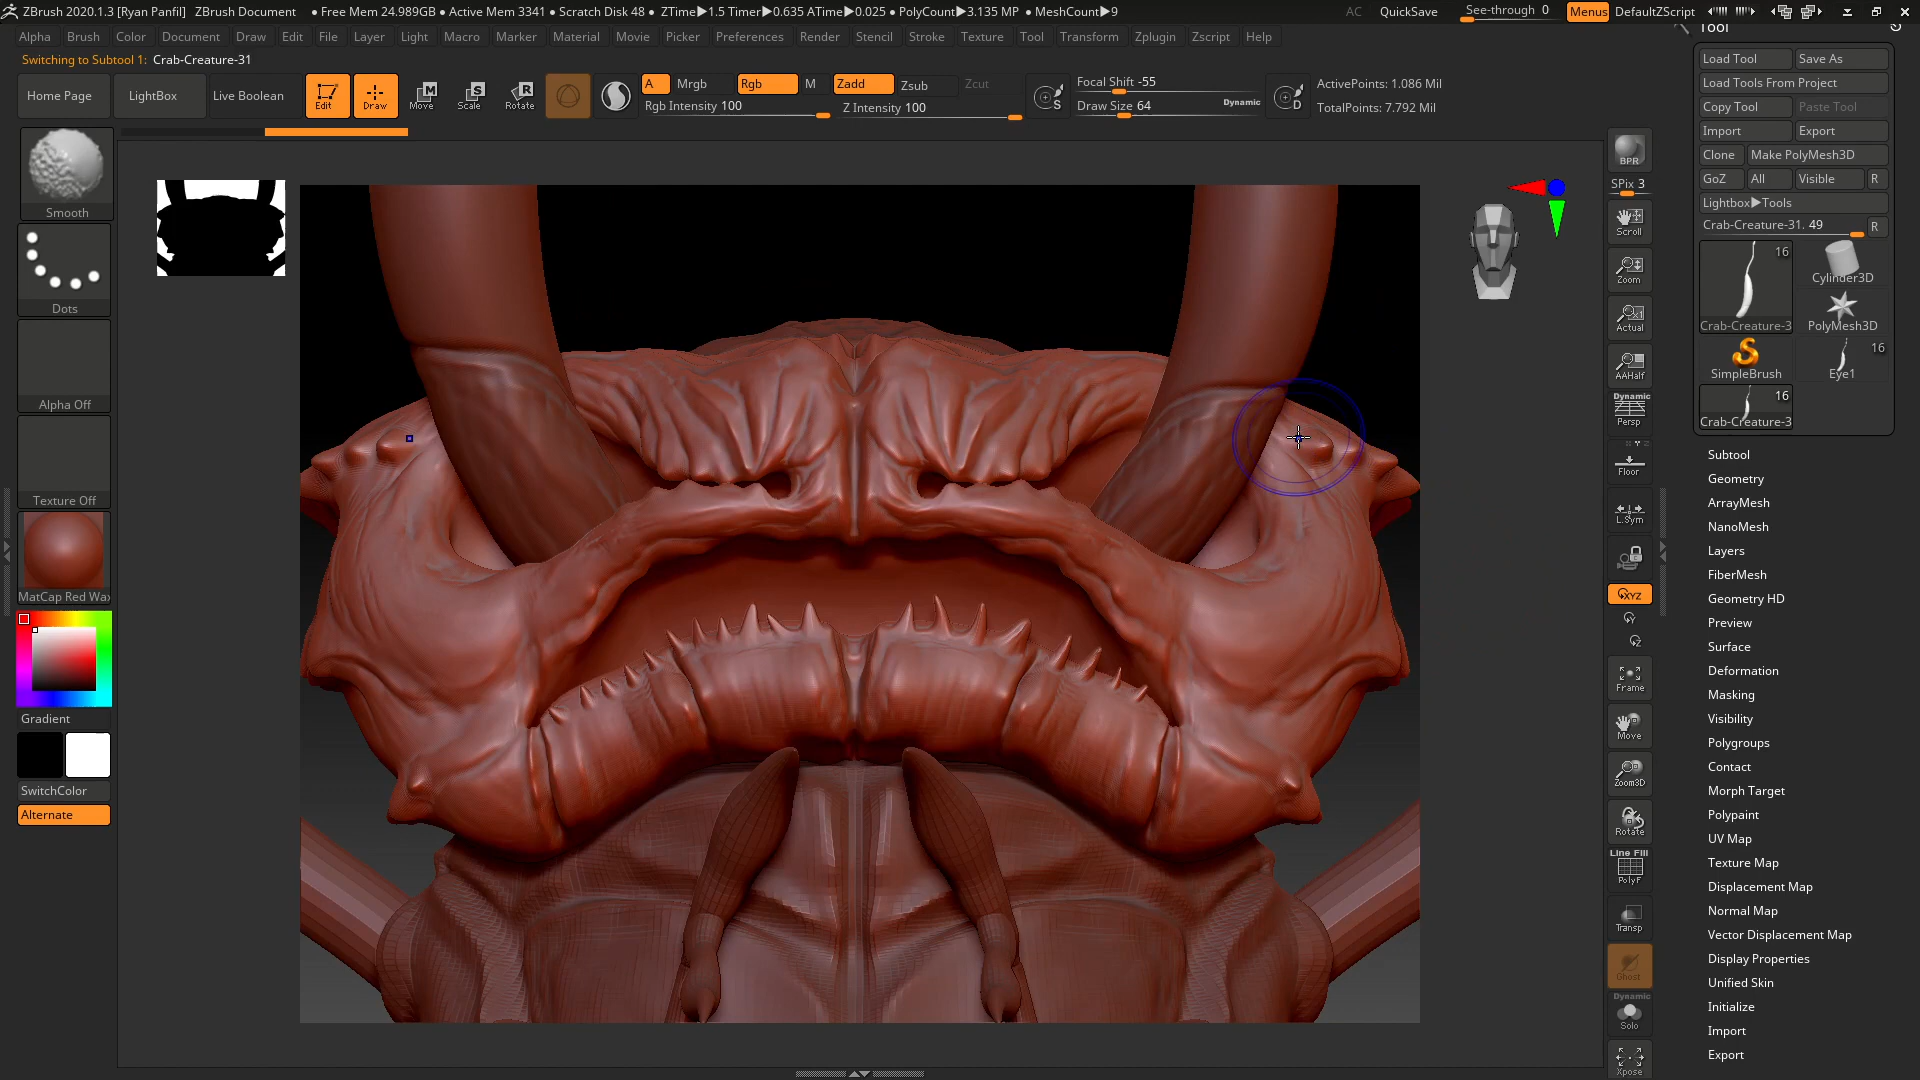 ZBrush 2020.1.3 [Ryan Panfil] ZBrush Document • Free Mem 24.989GB • Active Mem 3341 • Scratch Disk 48 • ZTime▶1.5 Timer▶0.635 ATime▶0.025 • PolyCount▶3.135 MP • MeshCount▶9 AC QuickSave See-through 0 Menus DefaultZScript
Alpha Brush Color Document Draw Edit File Layer Light Macro Marker Material Movie Picker Preferences Render Stencil Stroke Texture Tool Transform Zplugin Zscript Help
Switching to Subtool 1: Crab-Creature-31
Home Page LightBox Live Boolean Edit Draw Move Scale Rotate
A Mrgb Rgb M Zadd Zsub Zcut
Rgb Intensity 100 Z Intensity 100
Focal Shift -55
Draw Size 64 Dynamic
ActivePoints: 1.086 Mil
TotalPoints: 7.792 Mil
Smooth
Dots
Alpha Off
Texture Off
MatCap Red Wax
Gradient
SwitchColor
Alternate
BPR
SPix 3
Scroll
Zoom
Actual
AAHalf
Dynamic
Persp
Floor
L.Sym
XYZ
Y
Z
Frame
Move
Zoom3D
Rotate
Line Fill
PolyF
Transp
Ghost
Dynamic
Solo
Xpose
Tool
Load Tool Save As
Load Tools From Project
Copy Tool Paste Tool
Import Export
Clone Make PolyMesh3D
GoZ All Visible R
Lightbox▶Tools
Crab-Creature-31. 49 R
16
Cylinder3D
Crab-Creature-3 PolyMesh3D
16
SimpleBrush Eye1
16
Crab-Creature-3
Subtool
Geometry
ArrayMesh
NanoMesh
Layers
FiberMesh
Geometry HD
Preview
Surface
Deformation
Masking
Visibility
Polygroups
Contact
Morph Target
Polypaint
UV Map
Texture Map
Displacement Map
Normal Map
Vector Displacement Map
Display Properties
Unified Skin
Initialize
Import
Export